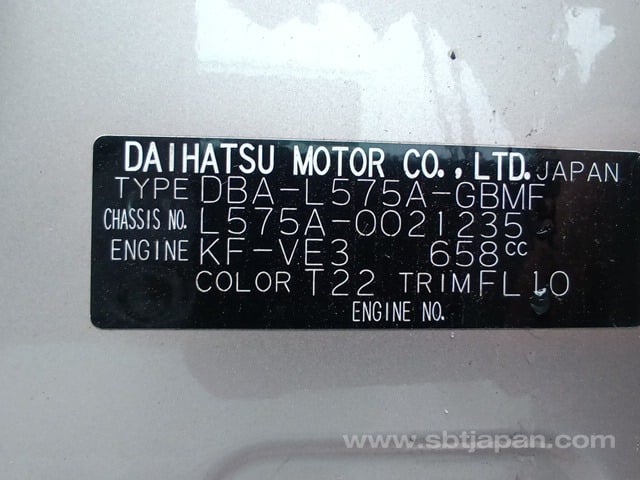 DAIHATSU MOTOR CO., LTD. JAPAN
TYPE DBA-L575A-GBMF
CHASSIS NO. L575A-0021235
ENGINE KF-VE3 658cc
COLOR T22 TRIM FL10
ENGINE NO.
www.sbtjapan.com